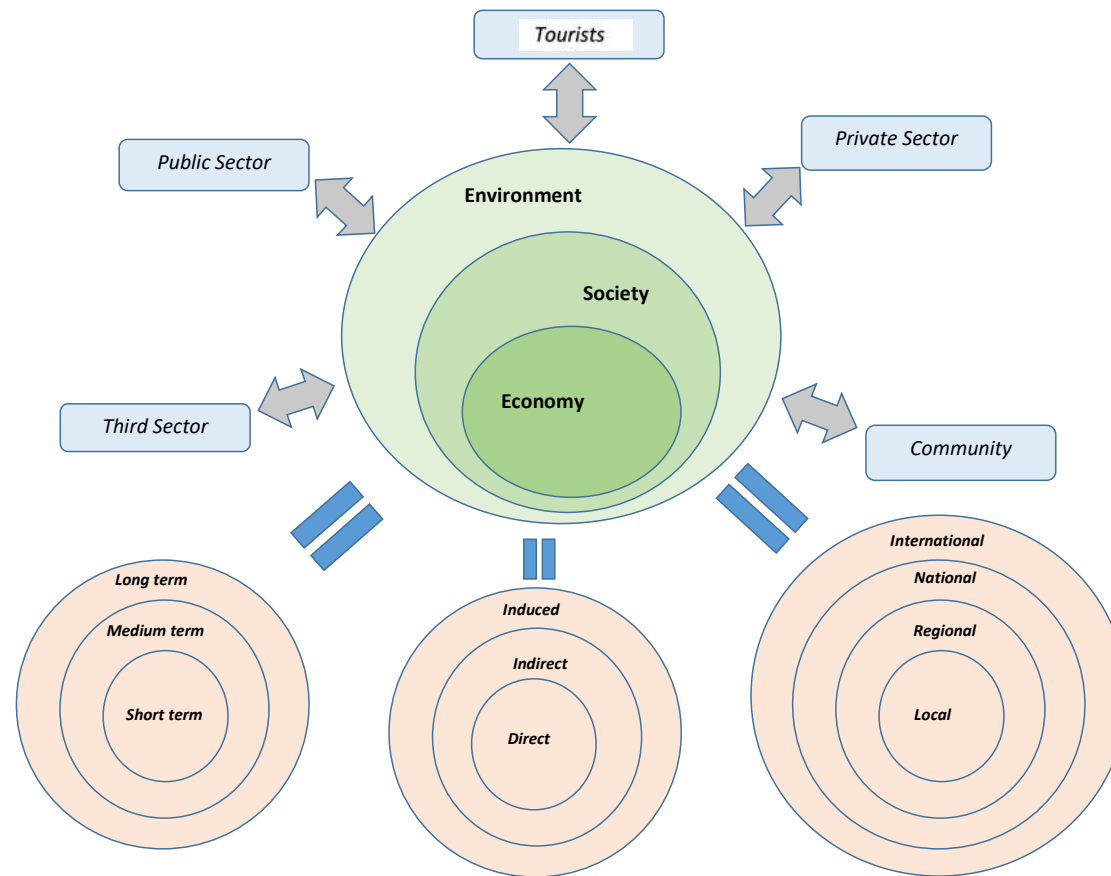 Tourists
Public Sector
Private Sector
Environment
Society
Economy
Third Sector
Community
Long term
Medium term
Short term
Induced
Indirect
Direct
International
National
Regional
Local